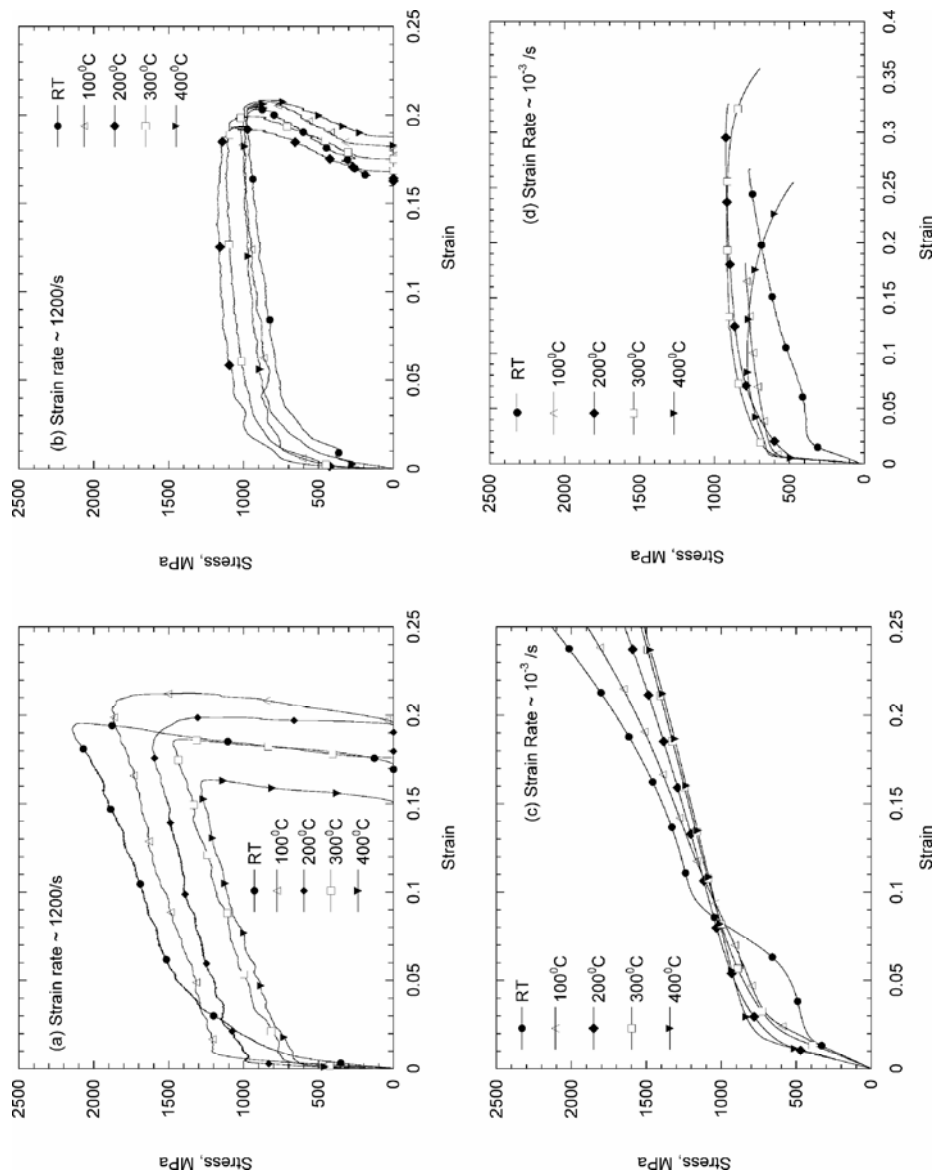 (a) Strain rate ~ 1200/s
Stress, MPa
2500
2000
1500
1000
500
0
RT
100⁰C
200⁰C
300⁰C
400⁰C
0
0.05
0.1
0.15
0.2
0.25
Strain
(b) Strain rate ~ 1200/s
Stress, MPa
2500
2000
1500
1000
500
0
RT
100⁰C
200⁰C
300⁰C
400⁰C
0
0.05
0.1
0.15
0.2
0.25
Strain
(c) Strain Rate ~ 10⁻³ /s
Stress, MPa
2500
2000
1500
1000
500
0
RT
100⁰C
200⁰C
300⁰C
400⁰C
0
0.05
0.1
0.15
0.2
0.25
Strain
(d) Strain Rate ~ 10⁻³ /s
Stress, MPa
2500
2000
1500
1000
500
0
RT
100⁰C
200⁰C
300⁰C
400⁰C
0
0.05
0.1
0.15
0.2
0.25
0.3
0.35
0.4
Strain